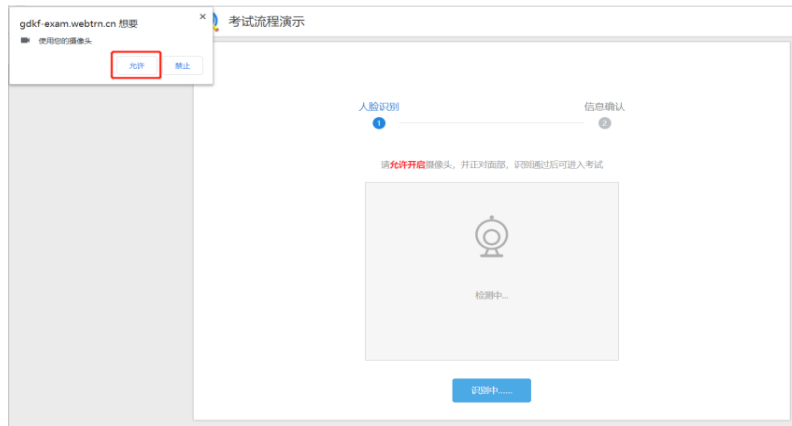 gdkf-exam.webtrn.cn 想要
×
使用您的摄像头
允许
禁止
考试流程演示
人脸识别
信息确认
1
2
请允许开启摄像头，并正对面部，识别通过后可进入考试
检测中...
识别中......